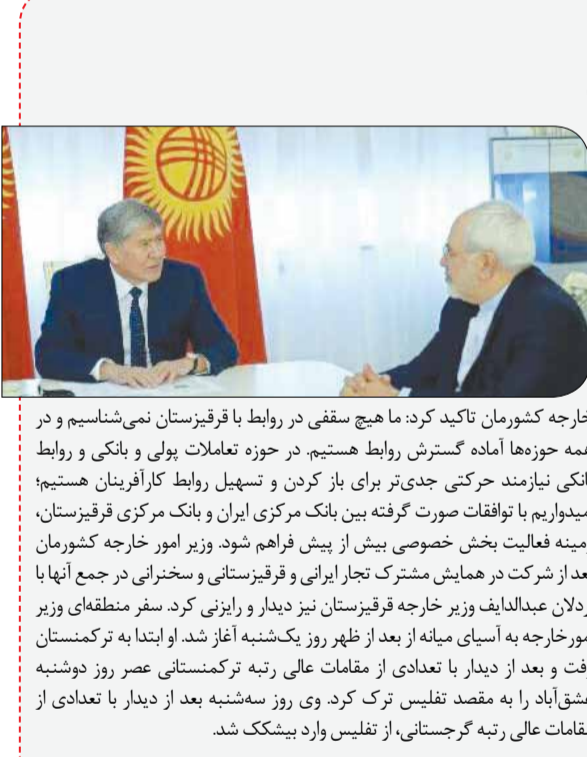 خارجه کشورمان تاکید کرد: ما هیچ سقفی در روابط با قرقیزستان نمی‌شناسیم و در
همه حوزه‌ها آماده گسترش روابط هستیم. در حوزه تعاملات پولی و بانکی و روابط
بانکی نیازمند حرکتی جدی‌تر برای باز کردن و تسهیل روابط کارآفرینان هستیم؛
امیدواریم با توافقات صورت گرفته بین بانک مرکزی ایران و بانک مرکزی قرقیزستان،
زمینه فعالیت بخش خصوصی بیش از پیش فراهم شود. وزیر امور خارجه کشورمان
بعد از شرکت در همایش مشترک تجار ایرانی و قرقیزستانی و سخنرانی در جمع آنها با
اردلان عبدالدایف وزیر خارجه قرقیزستان نیز دیدار و رایزنی کرد. سفر منطقه‌ای وزیر
امورخارجه به آسیای میانه از بعد از ظهر روز یک‌شنبه آغاز شد. او ابتدا به ترکمنستان
رفت و بعد از دیدار با تعدادی از مقامات عالی رتبه ترکمنستانی عصر روز دوشنبه
عشق‌آباد را به مقصد تفلیس ترک کرد. وی روز سه‌شنبه بعد از دیدار با تعدادی از
مقامات عالی رتبه گرجستانی، از تفلیس وارد بیشکک شد.